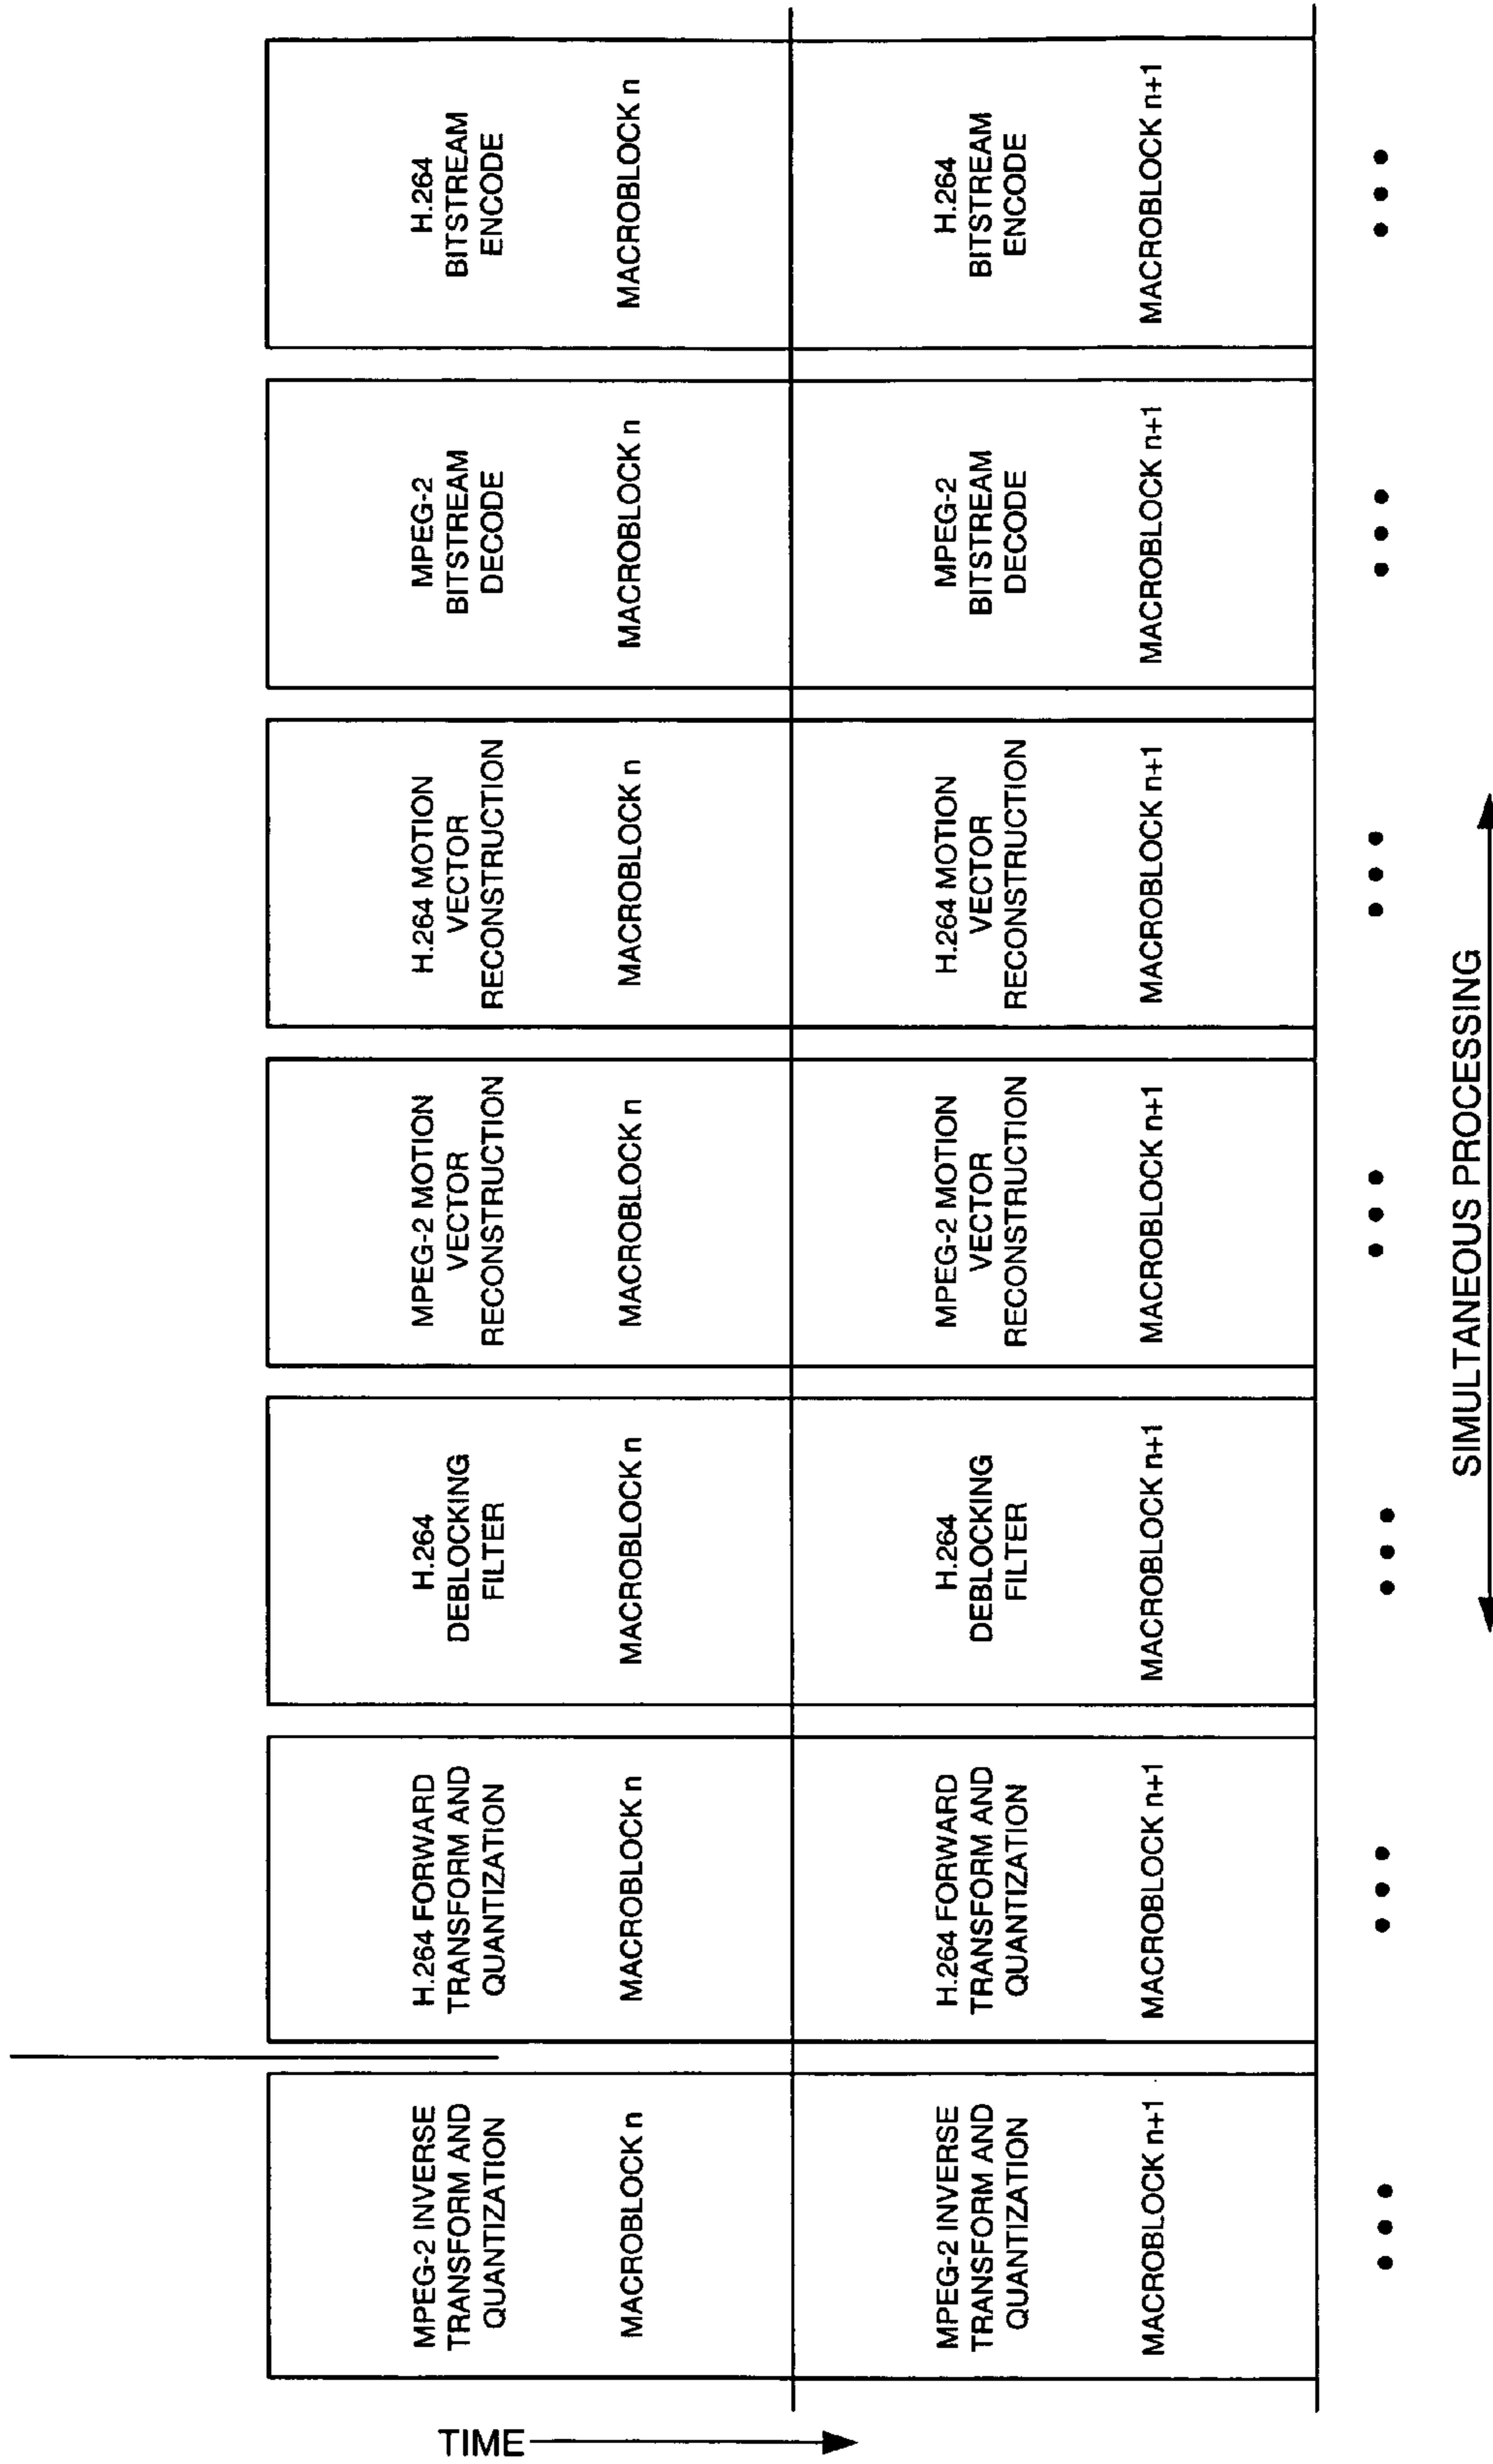 TIME
MPEG-2 INVERSE
TRANSFORM AND
QUANTIZATION
MACROBLOCK n
H.264 FORWARD
TRANSFORM AND
QUANTIZATION
MACROBLOCK n
H.264
DEBLOCKING
FILTER
MACROBLOCK n
MPEG-2 MOTION
VECTOR
RECONSTRUCTION
MACROBLOCK n
H.264 MOTION
VECTOR
RECONSTRUCTION
MACROBLOCK n
MPEG-2
BITSTREAM
DECODE
MACROBLOCK n
H.264
BITSTREAM
ENCODE
MACROBLOCK n
MPEG-2 INVERSE
TRANSFORM AND
QUANTIZATION
MACROBLOCK n+1
H.264 FORWARD
TRANSFORM AND
QUANTIZATION
MACROBLOCK n+1
H.264
DEBLOCKING
FILTER
MACROBLOCK n+1
MPEG-2 MOTION
VECTOR
RECONSTRUCTION
MACROBLOCK n+1
H.264 MOTION
VECTOR
RECONSTRUCTION
MACROBLOCK n+1
MPEG-2
BITSTREAM
DECODE
MACROBLOCK n+1
H.264
BITSTREAM
ENCODE
MACROBLOCK n+1
SIMULTANEOUS PROCESSING